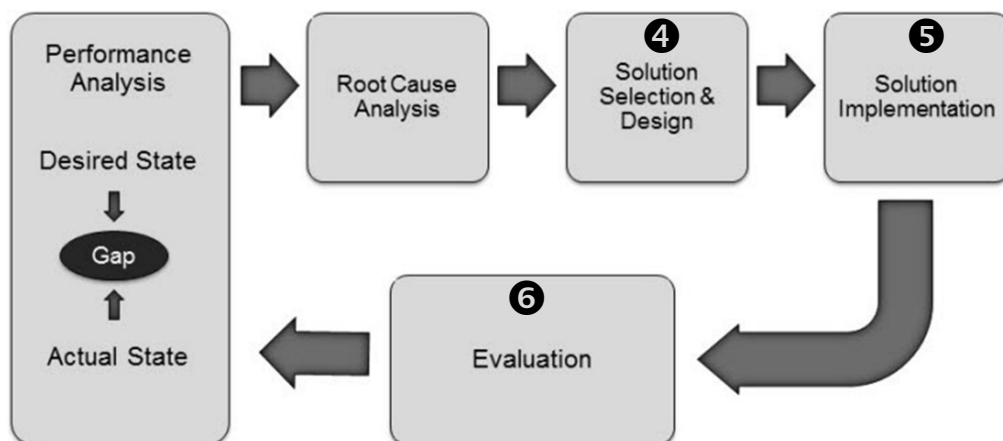 Performance
Analysis
Desired State
Gap
Actual State
Root Cause
Analysis
❹
Solution
Selection &
Design
❺
Solution
Implementation
❻
Evaluation